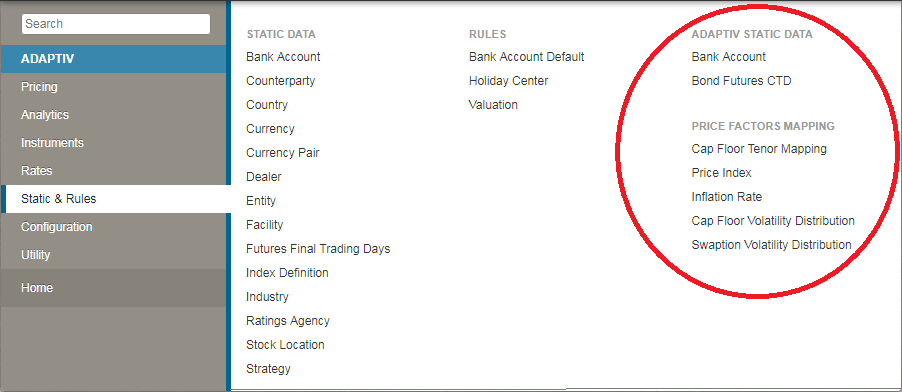 Search
ADAPTIV
Pricing
Analytics
Instruments
Rates
Static & Rules
Configuration
Utility
Home
STATIC DATA
Bank Account
Counterparty
Country
Currency
Currency Pair
Dealer
Entity
Facility
Futures Final Trading Days
Index Definition
Industry
Ratings Agency
Stock Location
Strategy
RULES
Bank Account Default
Holiday Center
Valuation
ADAPTIV STATIC DATA
Bank Account
Bond Futures CTD
PRICE FACTORS MAPPING
Cap Floor Tenor Mapping
Price Index
Inflation Rate
Cap Floor Volatility Distribution
Swaption Volatility Distribution